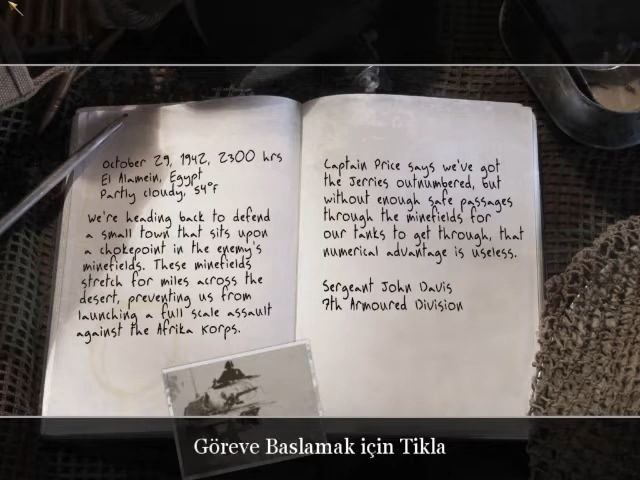 October 29, 1942, 2300 hrs
El Alamein, Egypt
Partly cloudy, 54°F
We're heading back to defend
a small town that sits upon
a chokepoint in the enemy's
minefields. These minefields
stretch for miles across the
desert, preventing us from
launching a full scale assault
against the Afrika Korps.
Captain Price says we've got
the Jerries outnumbered, but
without enough safe passages
through the minefields for
our tanks to get through, that
numerical advantage is useless.
Sergeant John Davis
7th Armoured Division
Göreve Baslamak için Tikla